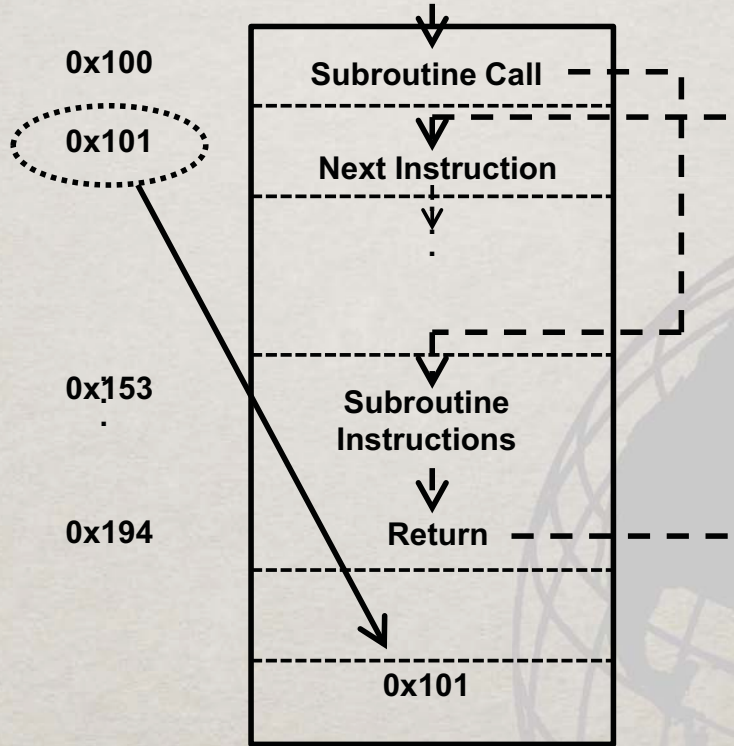 0x100
Subroutine Call
0x101
Next Instruction
.
.
0x153
.
.
Subroutine
Instructions
0x194
Return
0x101